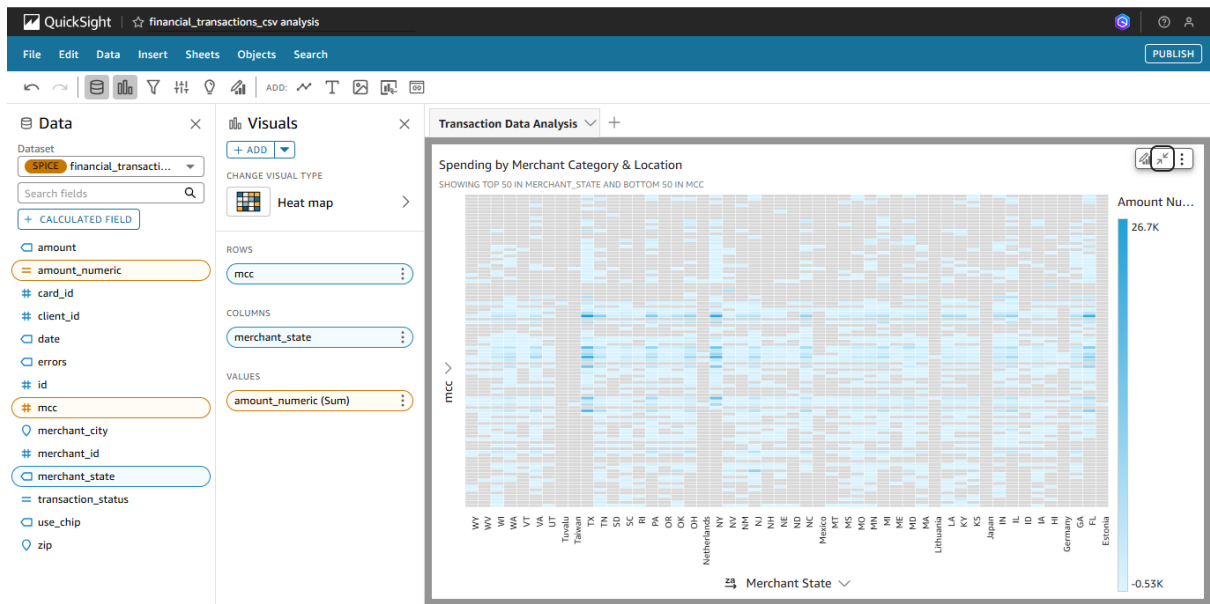 QuickSight
financial_transactions_csv analysis
File Edit Data Insert Sheets Objects Search
PUBLISH
ADD:
Data
Dataset
SPICE financial_transacti...
Search fields
+ CALCULATED FIELD
amount
amount_numeric
card_id
client_id
date
errors
id
mcc
merchant_city
merchant_id
merchant_state
transaction_status
use_chip
zip
Visuals
+ ADD
CHANGE VISUAL TYPE
Heat map
ROWS
mcc
COLUMNS
merchant_state
VALUES
amount_numeric (Sum)
Transaction Data Analysis
Spending by Merchant Category & Location
SHOWING TOP 50 IN MERCHANT_STATE AND BOTTOM 50 IN MCC
mcc
WY WV WI WA VT VA UT Tuvalu Taiwan TX TN SD SC RI PA OR OK OH Netherlands NY NV NM NJ NH NE ND NC Mexico MT MS MO MN MI ME MD MA Lithuania LA KY KS Japan IN IL ID IA HI Germany GA FL Estonia
za Merchant State
Amount Nu...
26.7K
-0.53K